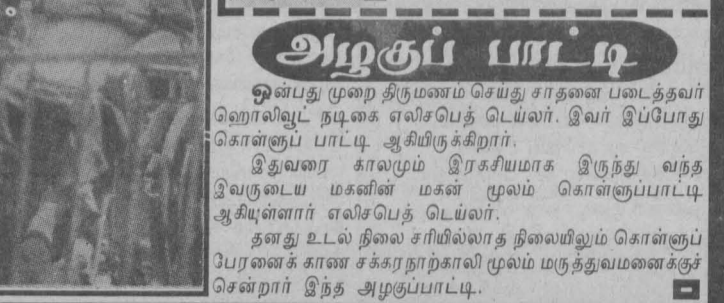 அழகுப் பாட்டி
ஒன்பது முறை திருமணம் செய்து சாதனை படைத்தவர்
ஹொலிவூட் நடிகை எலிசபெத் டெய்லர். இவர் இப்போது
கொள்ளுப் பாட்டி ஆகியிருக்கிறார்.
இதுவரை காலமும் இரகசியமாக இருந்து வந்த
இவருடைய மகனின் மகன் மூலம் கொள்ளுப்பாட்டி
ஆகியுள்ளார் எலிசபெத் டெய்லர்.
தனது உடல் நிலை சரியில்லாத நிலையிலும் கொள்ளுப்
பேரனைக் காண சக்கரநாற்காலி மூலம் மருத்துவமனைக்குச்
சென்றார் இந்த அழகுப்பாட்டி.